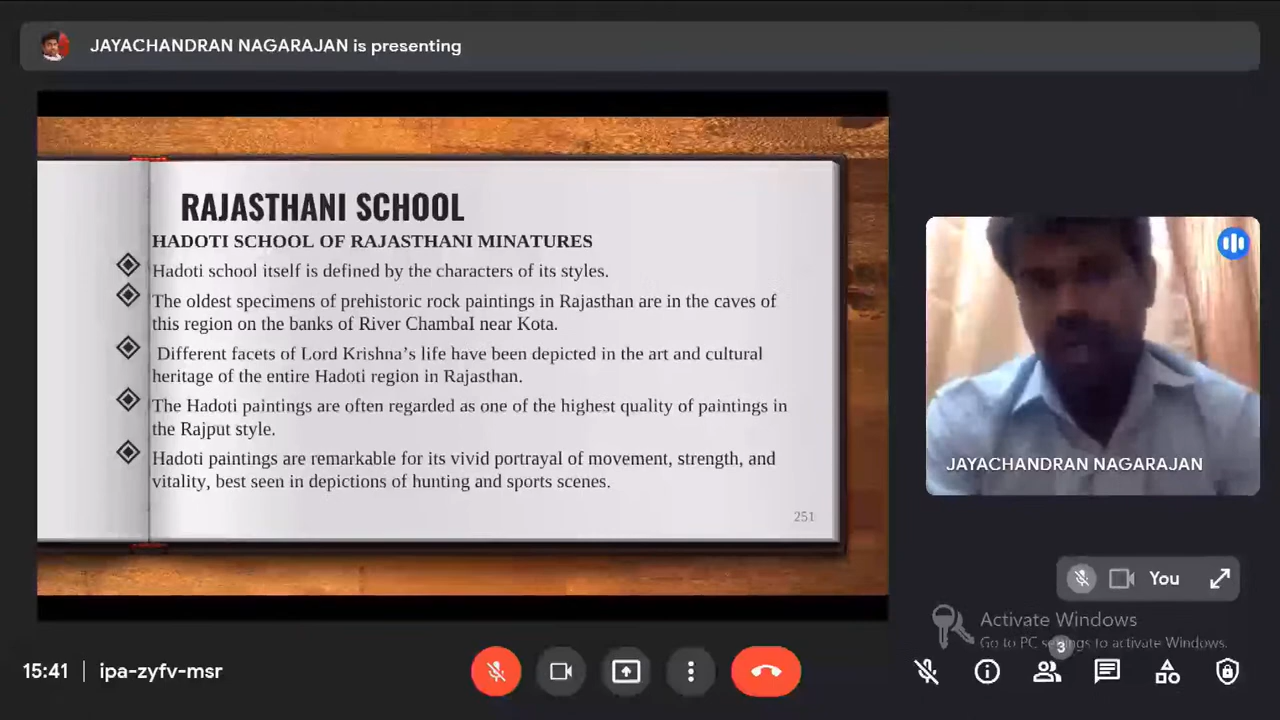 JAYACHANDRAN NAGARAJAN is presenting
RAJASTHANI SCHOOL
HADOTI SCHOOL OF RAJASTHANI MINATURES
Hadoti school itself is defined by the characters of its styles.
The oldest specimens of prehistoric rock paintings in Rajasthan are in the caves of
this region on the banks of River ChambaI near Kota.
Different facets of Lord Krishna's life have been depicted in the art and cultural
heritage of the entire Hadoti region in Rajasthan.
The Hadoti paintings are often regarded as one of the highest quality of paintings in
the Rajput style.
Hadoti paintings are remarkable for its vivid portrayal of movement, strength, and
vitality, best seen in depictions of hunting and sports scenes.
251
JAYACHANDRAN NAGARAJAN
You
Activate Windows
Go to PC settings to activate Windows.
3
15:41 | ipa-zyfv-msr